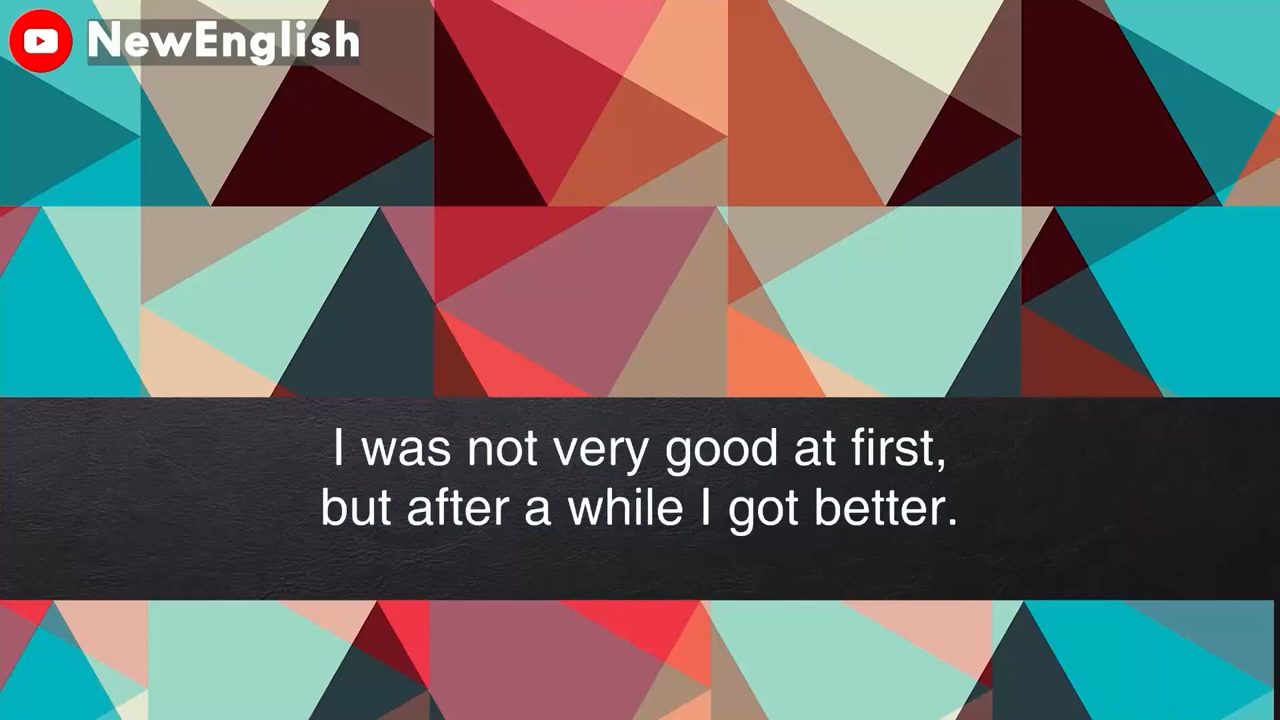 NewEnglish
I was not very good at first,
but after a while I got better.